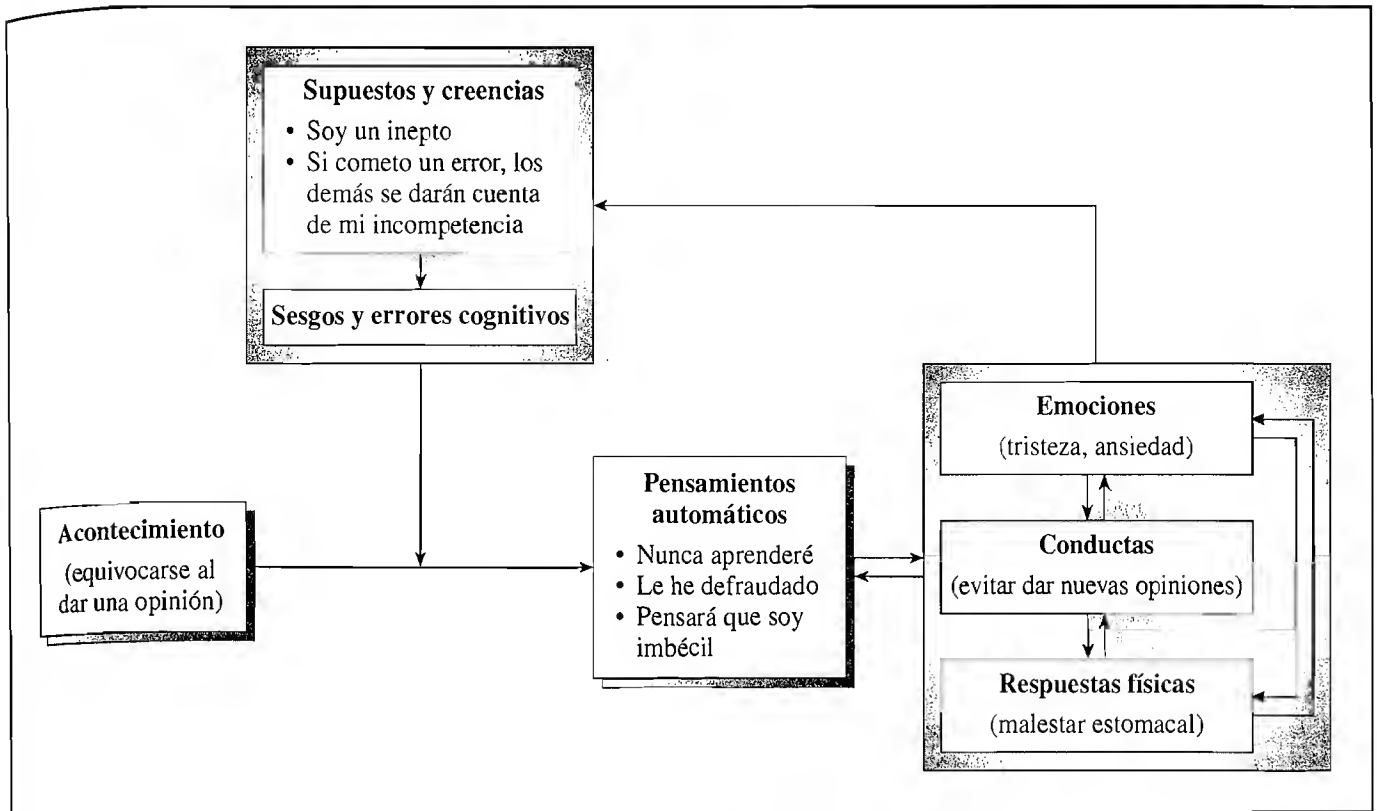 Supuestos y creencias
• Soy un inepto
• Si cometo un error, los
demás se darán cuenta
de mi incompetencia
Sesgos y errores cognitivos
Acontecimiento
(equivocarse al
dar una opinión)
Pensamientos
automáticos
• Nunca aprenderé
• Le he defraudado
• Pensará que soy
imbécil
Emociones
(tristeza, ansiedad)
Conductas
(evitar dar nuevas opiniones)
Respuestas físicas
(malestar estomacal)